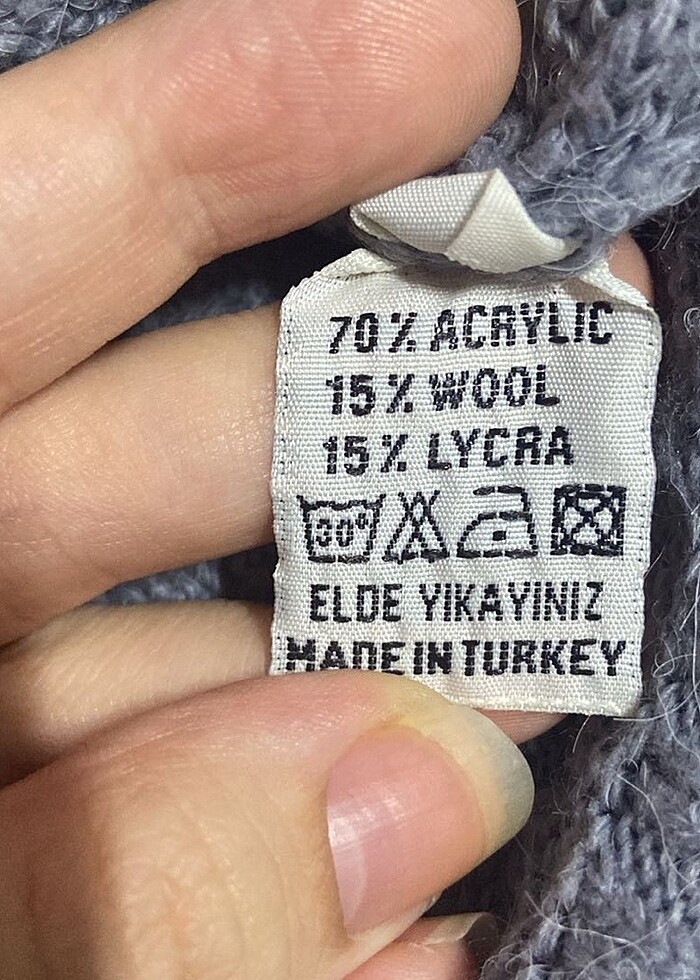 70% ACRYLIC
15% WOOL
15% LYCRA
30°
ELDE YIKAYINIZ
MADE IN TURKEY